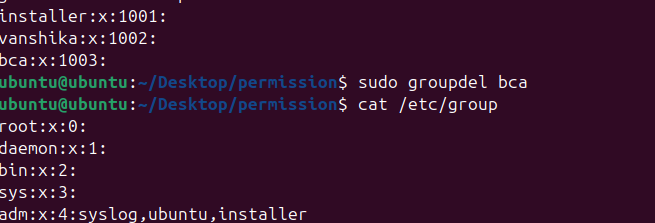 installer:x:1001:
vanshika:x:1002:
bca:x:1003:
ubuntu@ubuntu:~/Desktop/permission$ sudo groupdel bca
ubuntu@ubuntu:~/Desktop/permission$ cat /etc/group
root:x:0:
daemon:x:1:
bin:x:2:
sys:x:3:
adm:x:4:syslog,ubuntu,installer